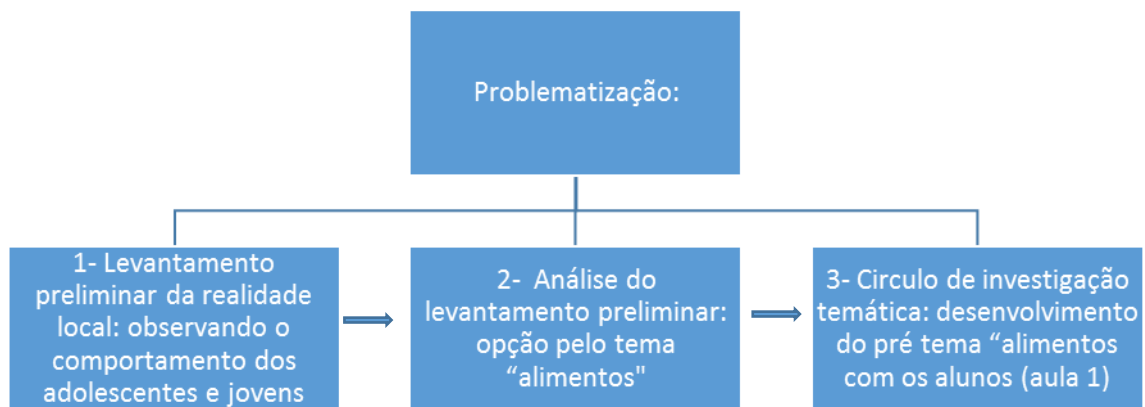 Problematização:
1- Levantamento
preliminar da realidade
local: observando o
comportamento dos
adolescentes e jovens
2- Análise do
levantamento preliminar:
opção pelo tema
“alimentos"
3- Circulo de investigação
temática: desenvolvimento
do pré tema “alimentos
com os alunos (aula 1)